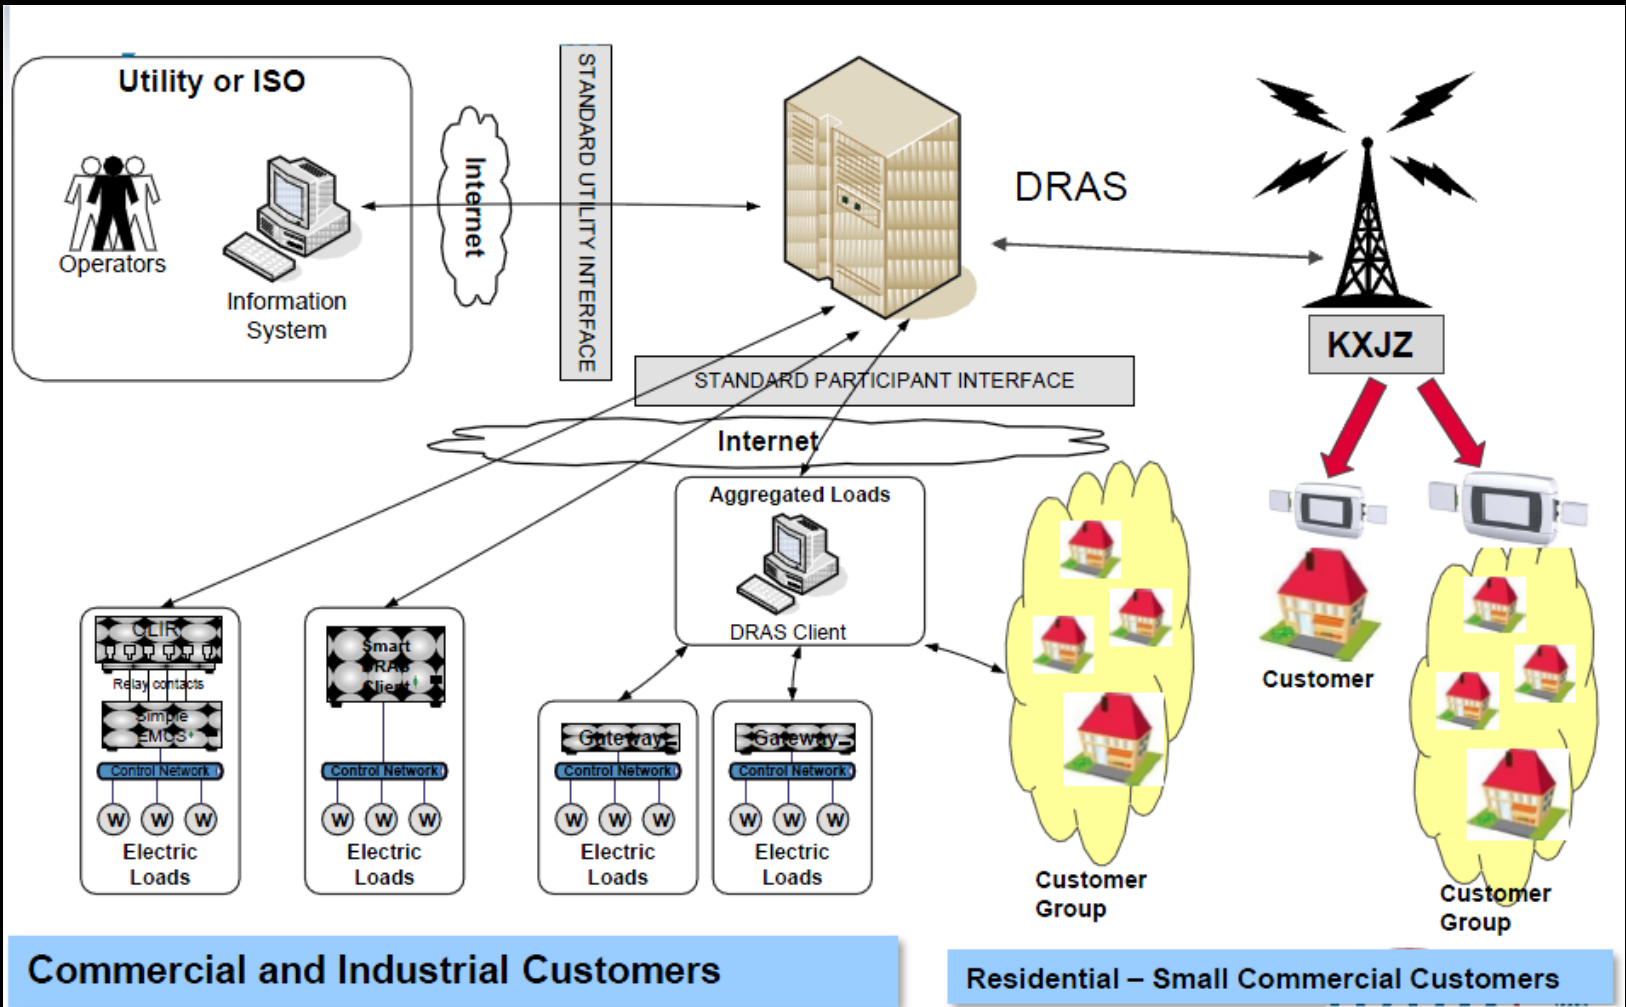 Utility or ISO
Operators
Information
System
Internet
STANDARD UTILITY INTERFACE
DRAS
KXJZ
STANDARD PARTICIPANT INTERFACE
Internet
Aggregated Loads
DRAS Client
CLIR
Relay contacts
Simple
EMCS
Control Network
W W W
Electric
Loads
Smart
DRAS
Client
Control Network
W W W
Electric
Loads
Gateway
Control Network
W W W
Electric
Loads
Gateway
Control Network
W W W
Electric
Loads
Customer
Group
Customer
Customer
Group
Commercial and Industrial Customers
Residential – Small Commercial Customers